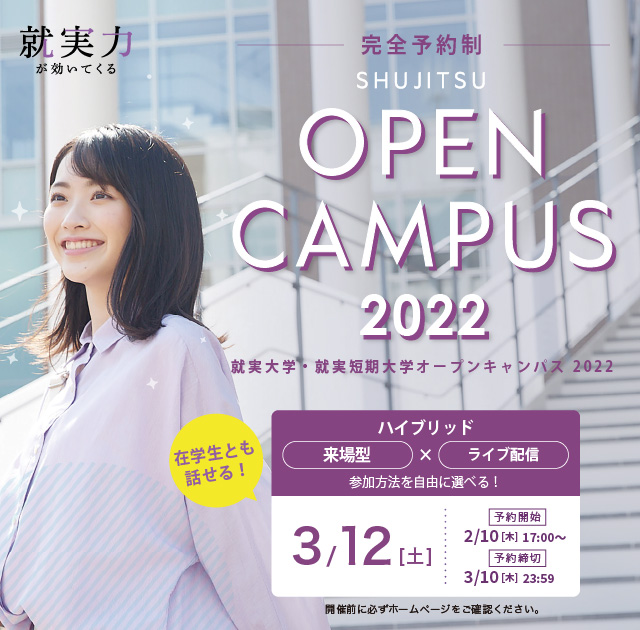 就実力
が効いてくる
完全予約制
SHUJITSU
OPEN
CAMPUS
2022
就実大学・就実短期大学オープンキャンパス 2022
在学生とも
話せる！
ハイブリッド
来場型 × ライブ配信
参加方法を自由に選べる！
3/12[土]
予約開始
2/10[木]17:00〜
予約締切
3/10[木]23:59
開催前に必ずホームページをご確認ください。